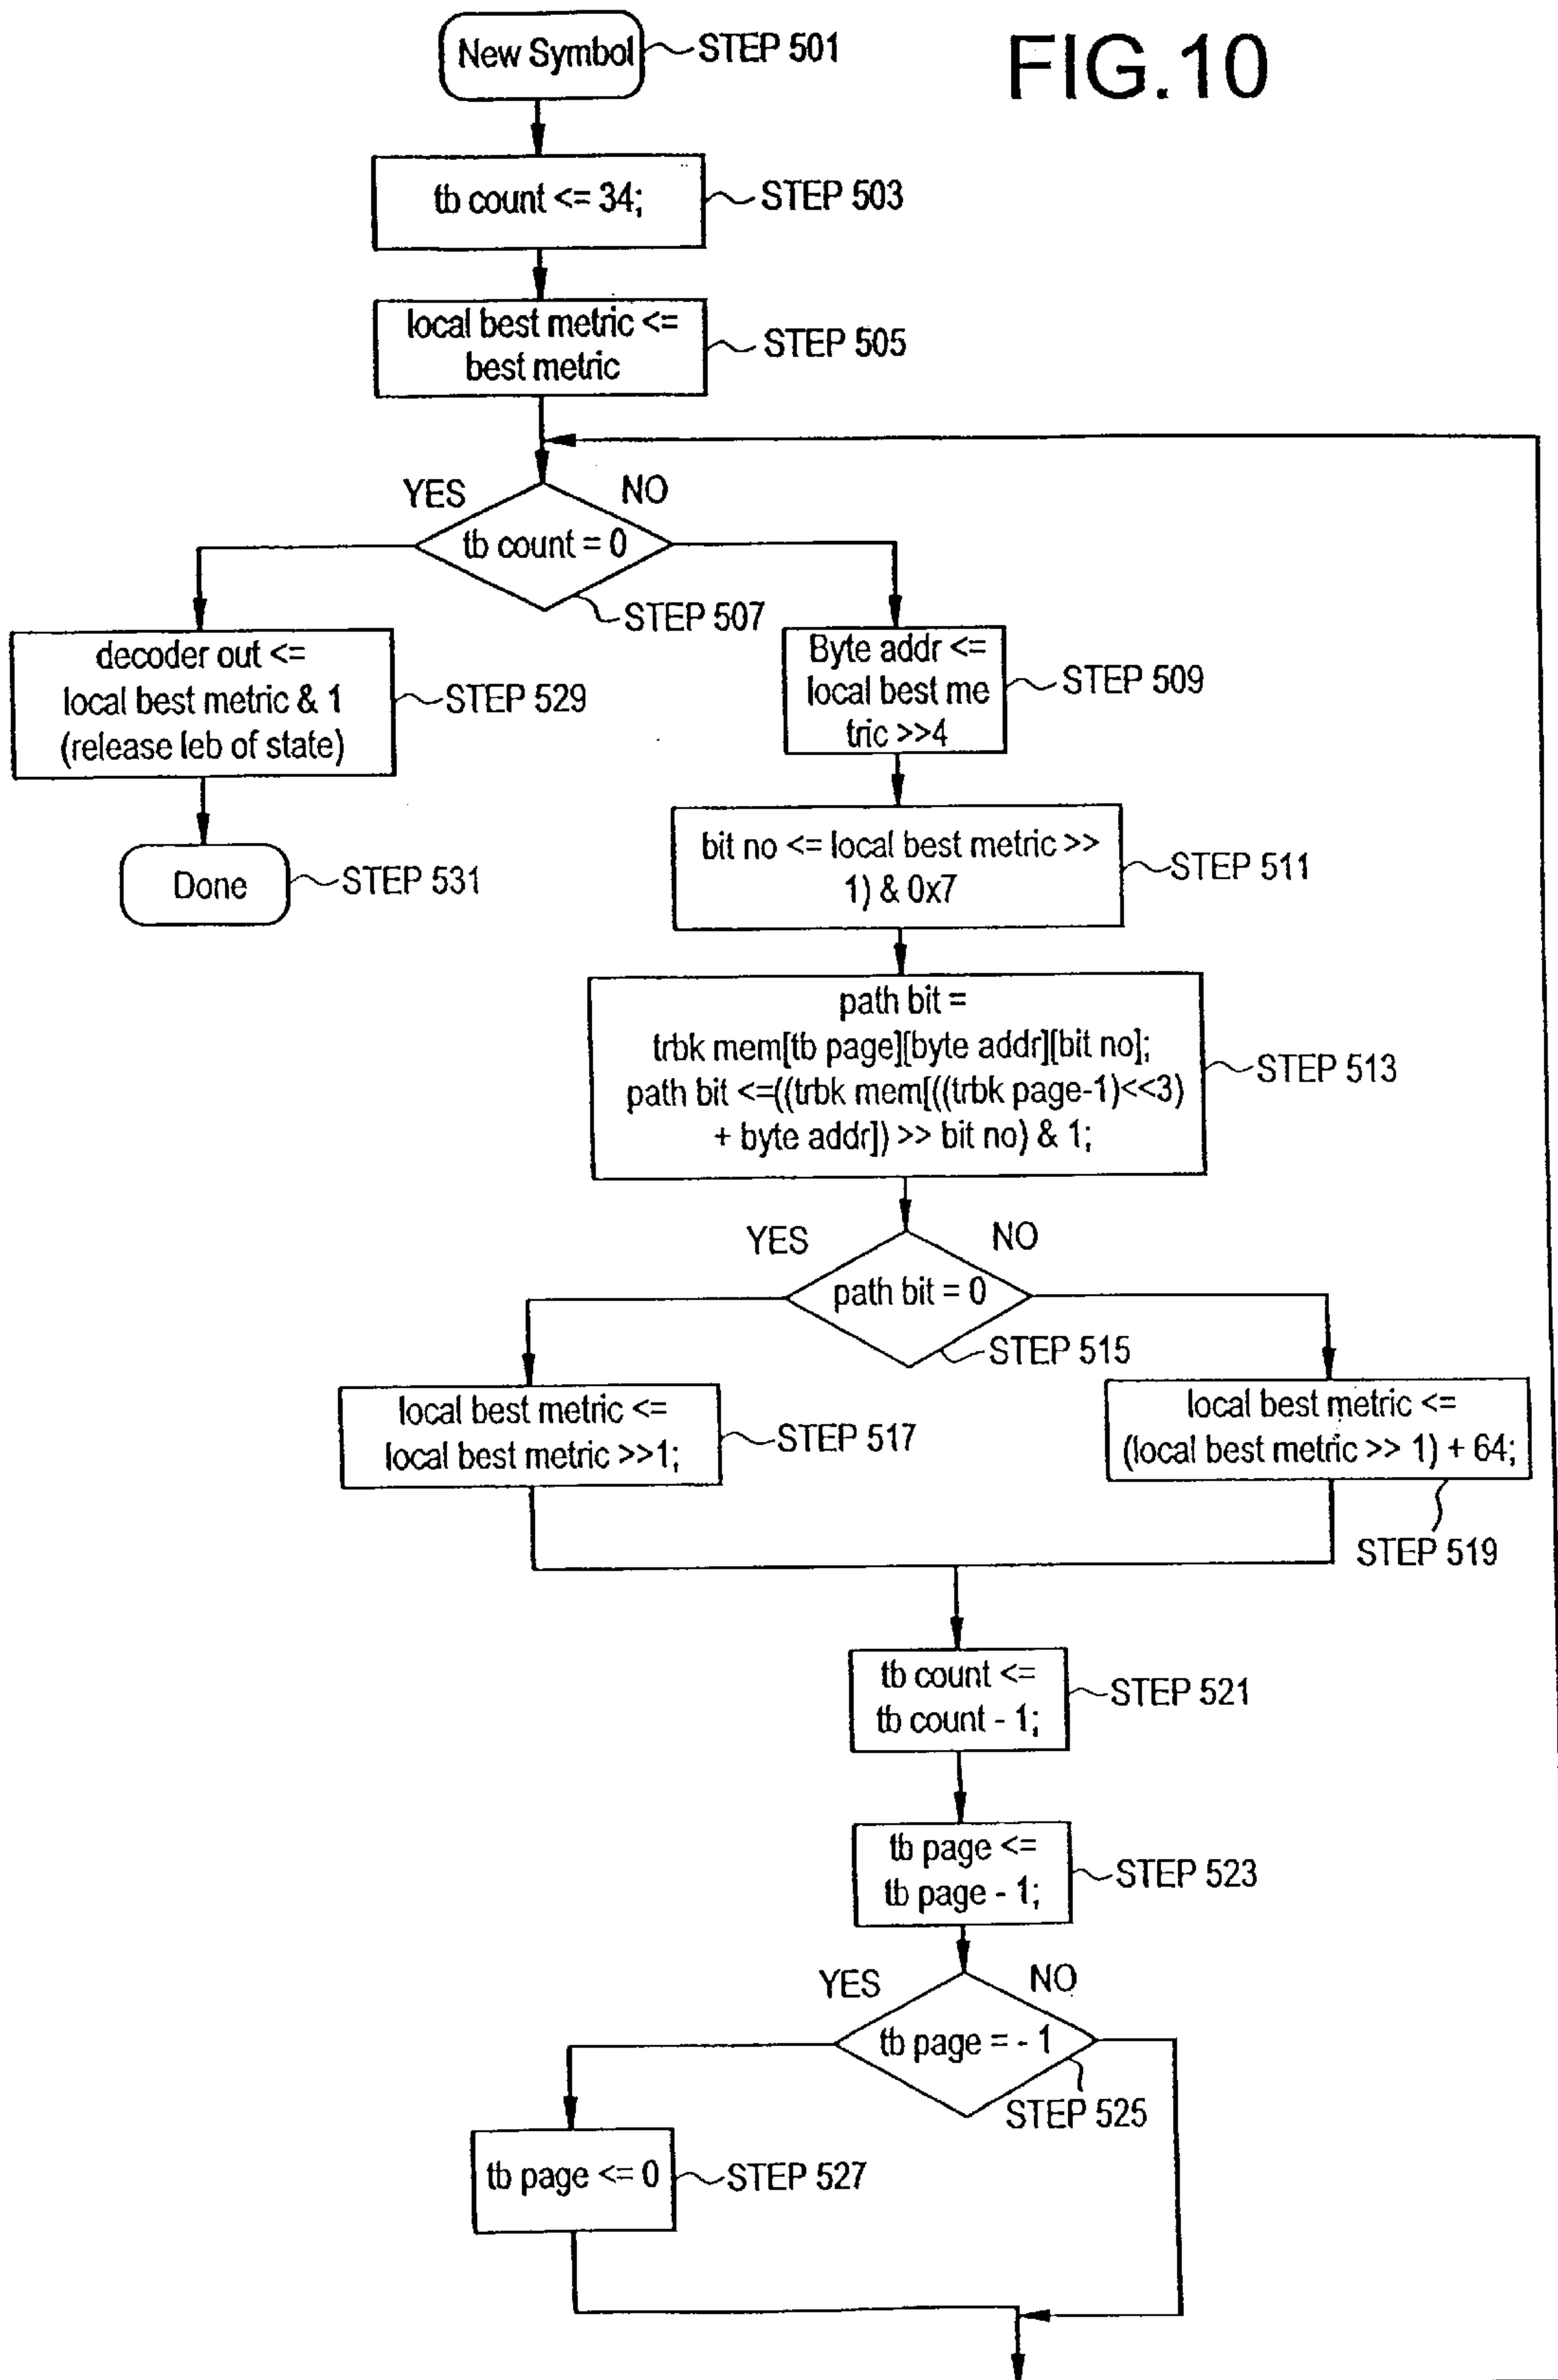 FIG.10
New Symbol
STEP 501
tb count <= 34;
STEP 503
local best metric <=
best metric
STEP 505
YES
NO
tb count = 0
STEP 507
decoder out <=
local best metric & 1
(release leb of state)
STEP 529
Done
STEP 531
Byte addr <=
local best me
tric >>4
STEP 509
bit no <= local best metric >>
1) & 0x7
STEP 511
path bit =
trbk mem[tb page][byte addr][bit no];
path bit <=((trbk mem[((trbk page-1)<<3)
+ byte addr]) >> bit no) & 1;
STEP 513
YES
NO
path bit = 0
STEP 515
local best metric <=
local best metric >>1;
STEP 517
local best metric <=
(local best metric >> 1) + 64;
STEP 519
tb count <=
tb count - 1;
STEP 521
tb page <=
tb page - 1;
STEP 523
YES
NO
tb page = - 1
STEP 525
tb page <= 0
STEP 527